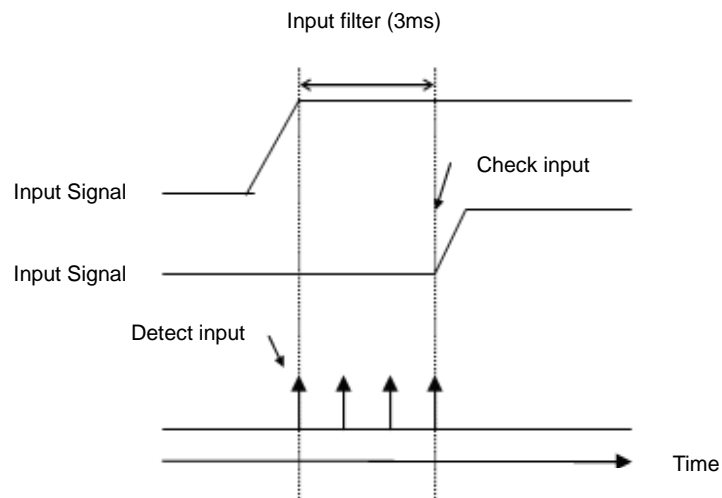 Input filter (3ms)
Check input
Input Signal
Input Signal
Detect input
Time